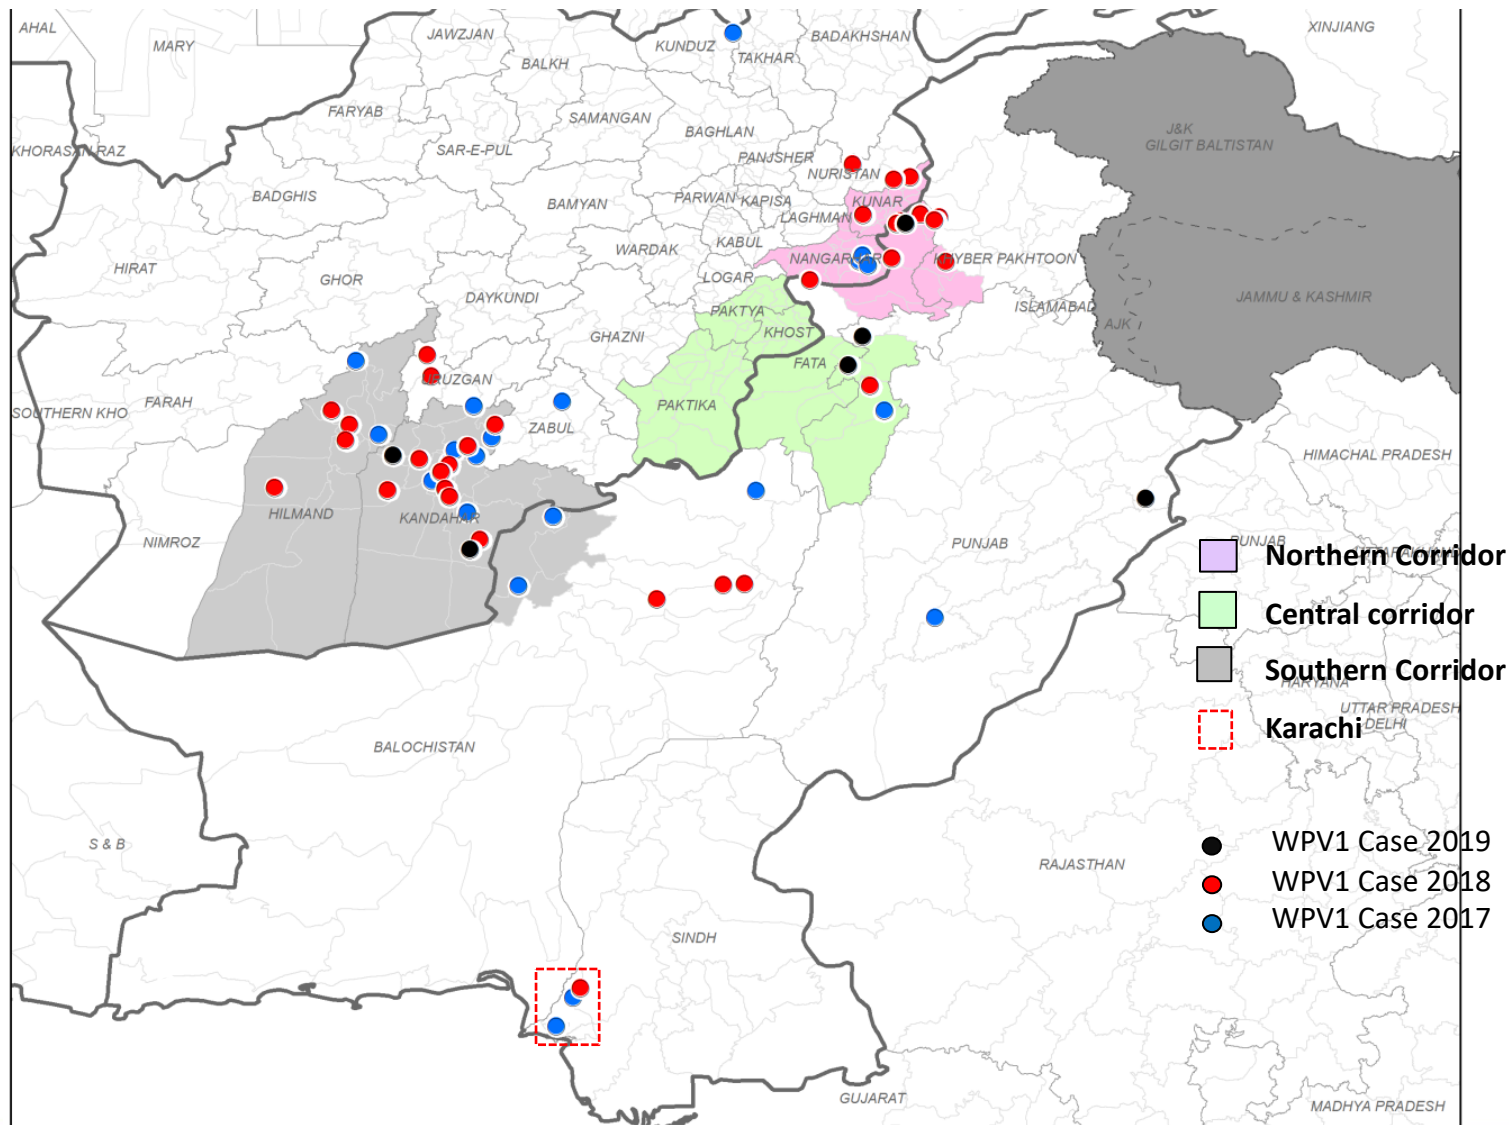 AHAL
MARY
JAWZJAN
KUNDUZ
BADAKHSHAN
XINJIANG
BALKH
TAKHAR
FARYAB
SAMANGAN
BAGHLAN
J&K
GILGIT BALTISTAN
KHORASAN RAZ
SAR-E-PUL
PANJSHER
NURISTAN
BADGHIS
BAMYAN
PARWAN
KAPISA
KUNAR
LAGHMAN
WARDAK
KABUL
HIRAT
GHOR
LOGAR
NANGARHAR
KHYBER PAKHTOON
DAYKUNDI
PAKTYA
ISLAMABAD
JAMMU & KASHMIR
GHAZNI
KHOST
AJK
FATA
URUZGAN
SOUTHERN KHO
FARAH
PAKTIKA
ZABUL
HIMACHAL PRADESH
HILMAND
KANDAHAR
NIMROZ
PUNJAB
PUNJAB
UTTARAKHAND
Northern Corridor
Central corridor
Southern Corridor
HARYANA
UTTAR PRADESH
DELHI
Karachi
BALOCHISTAN
S & B
RAJASTHAN
WPV1 Case 2019
WPV1 Case 2018
WPV1 Case 2017
SINDH
GUJARAT
MADHYA PRADESH